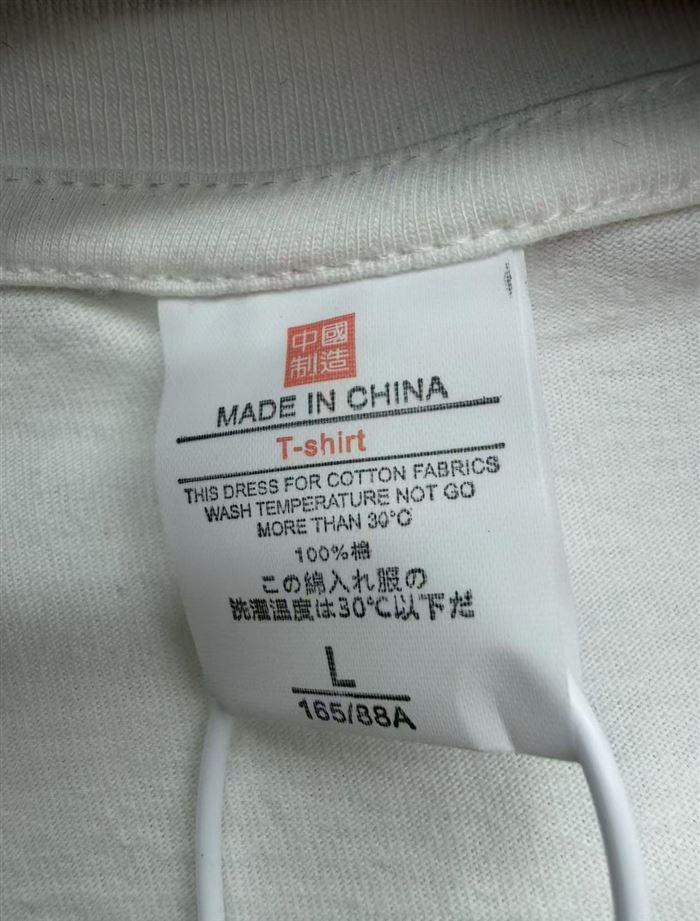 中國
制造
MADE IN CHINA
T-shirt
THIS DRESS FOR COTTON FABRICS
WASH TEMPERATURE NOT GO
MORE THAN 30°C
100%棉
この綿入れ服の
洗濯温度は30℃以下だ
L
165/88A